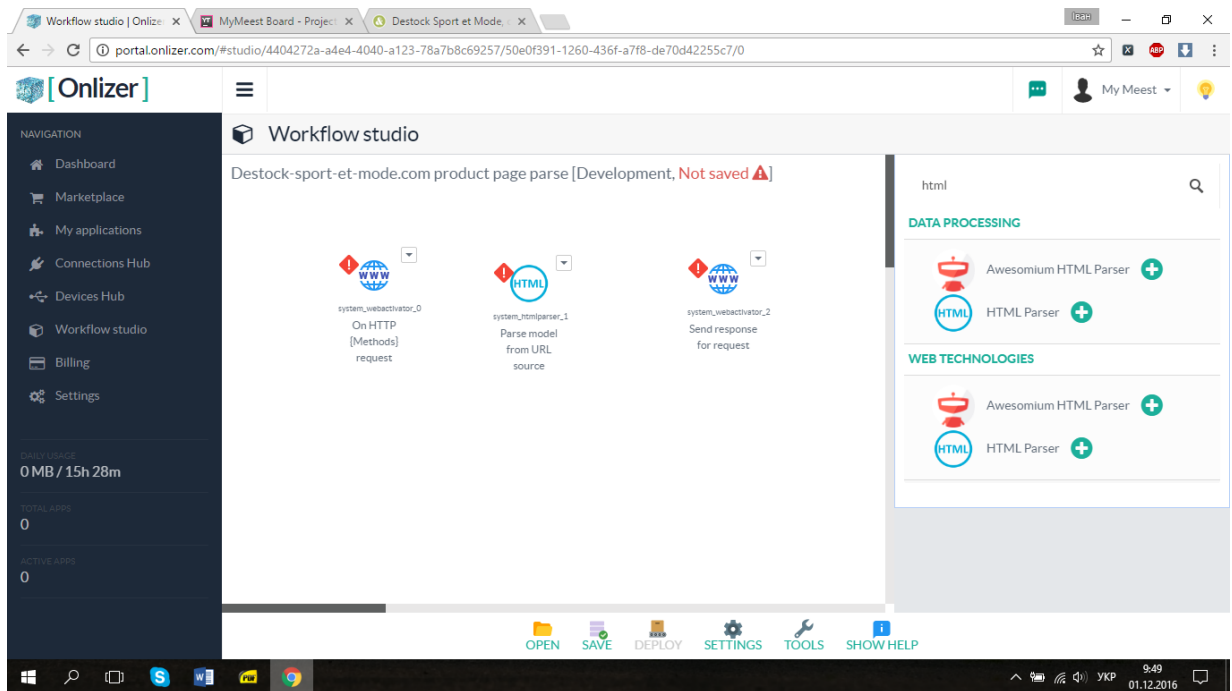 Workflow studio | Onlizer
MyMeest Board - Project
Destock Sport et Mode,
Іван
portal.onlizer.com/#studio/4404272a-a4e4-4040-a123-78a7b8c69257/50e0f391-1260-436f-a7f8-de70d42255c7/0
ABP
[Onlizer]
My Meest
NAVIGATION
Dashboard
Marketplace
My applications
Connections Hub
Devices Hub
Workflow studio
Billing
Settings
DAILY USAGE
0 MB / 15h 28m
TOTAL APPS
0
ACTIVE APPS
0
Workflow studio
Destock-sport-et-mode.com product page parse [Development, Not saved ]
WWW
system_webactivator_0
On HTTP
[Methods]
request
HTML
system_htmlparser_1
Parse model
from URL
source
WWW
system_webactivator_2
Send response
for request
html
DATA PROCESSING
Awesomium HTML Parser
HTML
HTML Parser
WEB TECHNOLOGIES
Awesomium HTML Parser
HTML
HTML Parser
OPEN
SAVE
DEPLOY
SETTINGS
TOOLS
SHOW HELP
УКР
9:49
01.12.2016